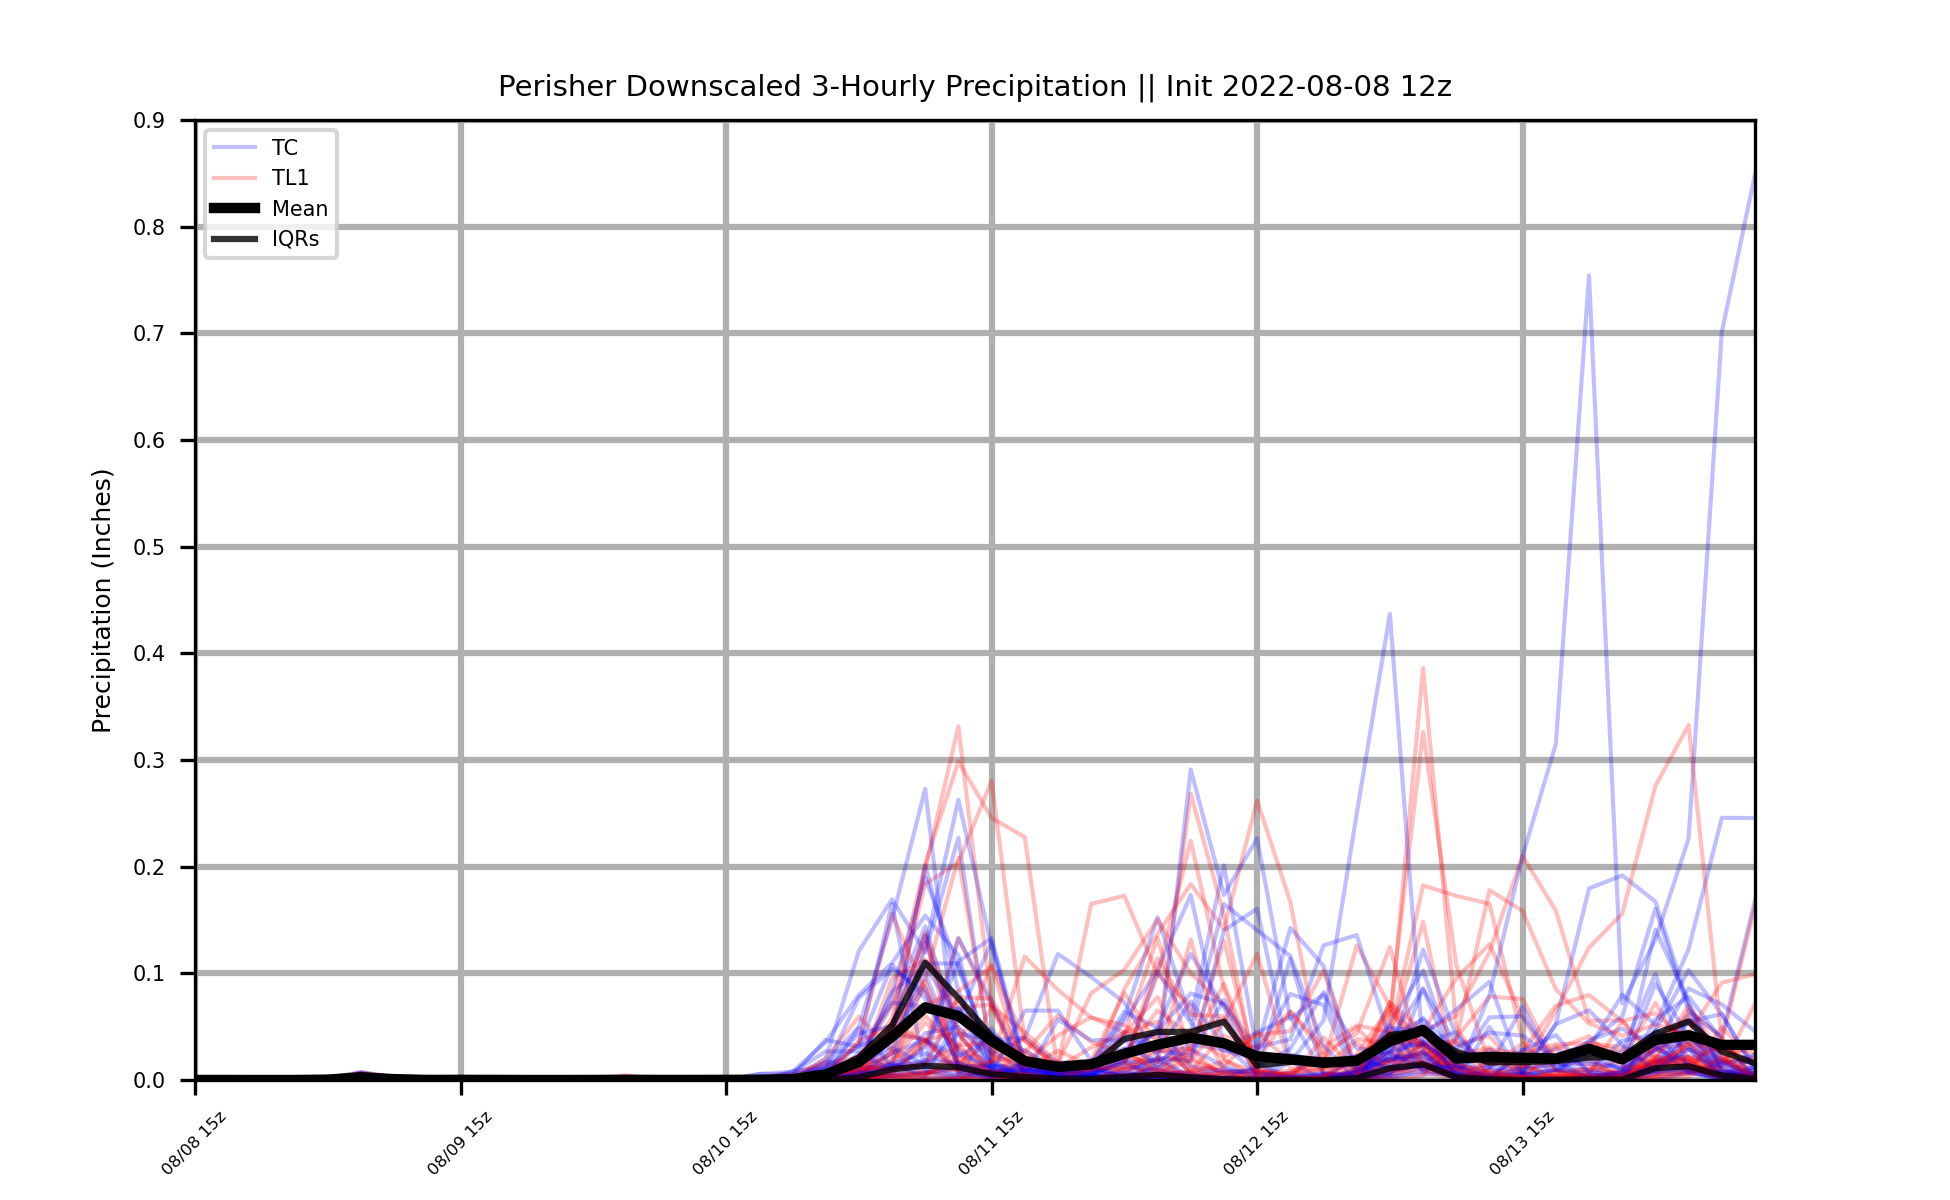 Perisher Downscaled 3-Hourly Precipitation || Init 2022-08-08 12z
TC
TL1
Mean
IQRs
Precipitation (Inches)
0.9
0.8
0.7
0.6
0.5
0.4
0.3
0.2
0.1
0.0
08/08 15z
08/09 15z
08/10 15z
08/11 15z
08/12 15z
08/13 15z